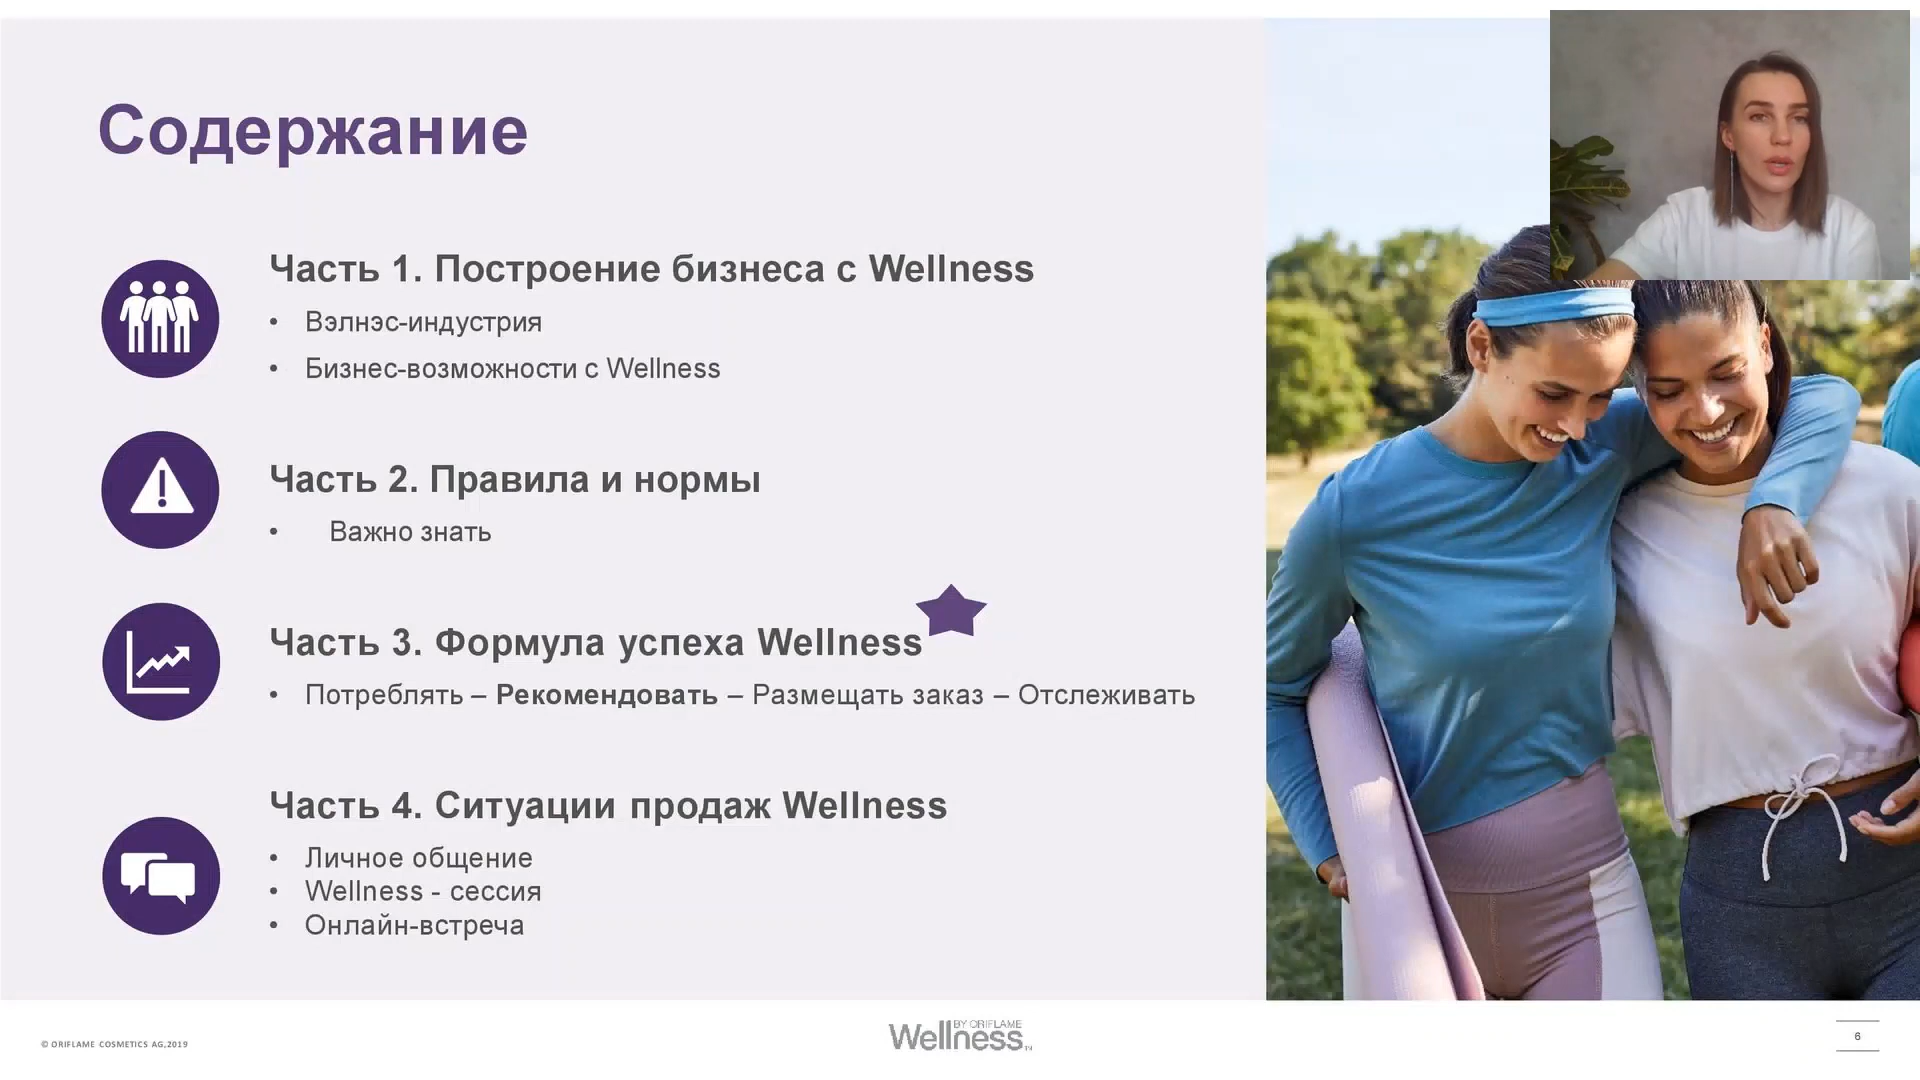 Содержание
Часть 1. Построение бизнеса с Wellness
• Вэлнэс-индустрия
• Бизнес-возможности с Wellness
Часть 2. Правила и нормы
• Важно знать
Часть 3. Формула успеха Wellness
• Потреблять – Рекомендовать – Размещать заказ – Отслеживать
Часть 4. Ситуации продаж Wellness
• Личное общение
• Wellness - сессия
• Онлайн-встреча
© ORIFLAME COSMETICS AG,2019
BY ORIFLAME
Wellness
6